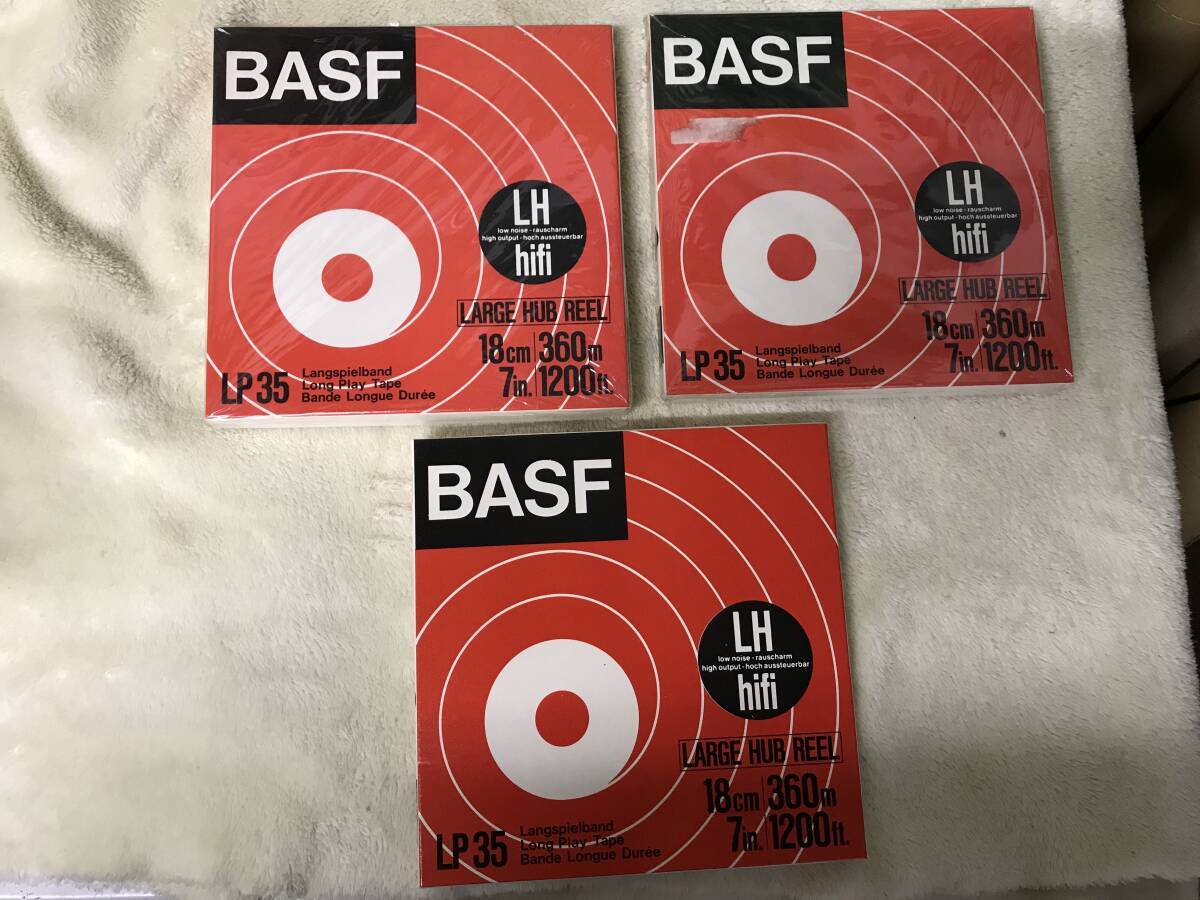 BASF
LH
low noise - rauscharm
high output - hoch aussteuerbar
hifi
LARGE HUB REEL
18cm 360m
7in. 1200ft.
LP 35
Langspielband
Long Play Tape
Bande Longue Durée
BASF
LH
low noise - rauscharm
high output - hoch aussteuerbar
hifi
LARGE HUB REEL
18cm 360m
7in. 1200ft.
LP 35
Langspielband
Long Play Tape
Bande Longue Durée
BASF
LH
low noise - rauscharm
high output - hoch aussteuerbar
hifi
LARGE HUB REEL
18cm 360m
7in. 1200ft.
LP 35
Langspielband
Long Play Tape
Bande Longue Durée